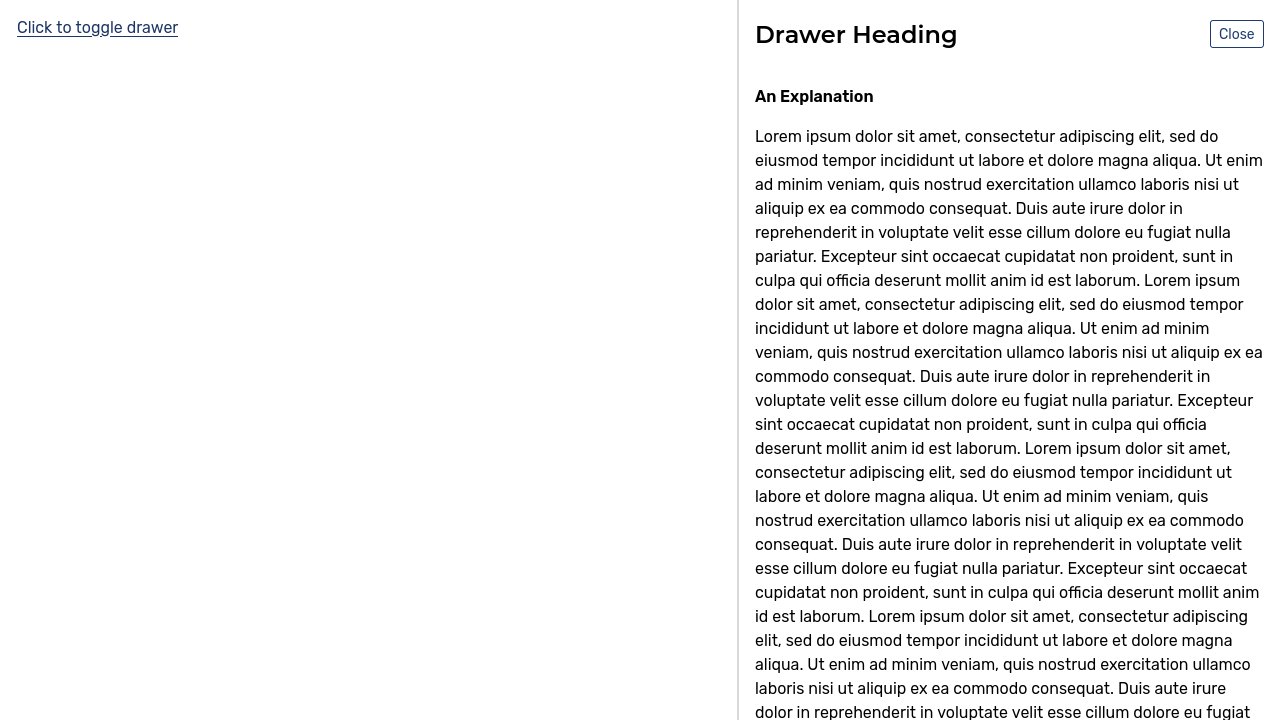 Click to toggle drawer
Drawer Heading
Close
An Explanation
Lorem ipsum dolor sit amet, consectetur adipiscing elit, sed do
eiusmod tempor incididunt ut labore et dolore magna aliqua. Ut enim
ad minim veniam, quis nostrud exercitation ullamco laboris nisi ut
aliquip ex ea commodo consequat. Duis aute irure dolor in
reprehenderit in voluptate velit esse cillum dolore eu fugiat nulla
pariatur. Excepteur sint occaecat cupidatat non proident, sunt in
culpa qui officia deserunt mollit anim id est laborum. Lorem ipsum
dolor sit amet, consectetur adipiscing elit, sed do eiusmod tempor
incididunt ut labore et dolore magna aliqua. Ut enim ad minim
veniam, quis nostrud exercitation ullamco laboris nisi ut aliquip ex ea
commodo consequat. Duis aute irure dolor in reprehenderit in
voluptate velit esse cillum dolore eu fugiat nulla pariatur. Excepteur
sint occaecat cupidatat non proident, sunt in culpa qui officia
deserunt mollit anim id est laborum. Lorem ipsum dolor sit amet,
consectetur adipiscing elit, sed do eiusmod tempor incididunt ut
labore et dolore magna aliqua. Ut enim ad minim veniam, quis
nostrud exercitation ullamco laboris nisi ut aliquip ex ea commodo
consequat. Duis aute irure dolor in reprehenderit in voluptate velit
esse cillum dolore eu fugiat nulla pariatur. Excepteur sint occaecat
cupidatat non proident, sunt in culpa qui officia deserunt mollit anim
id est laborum. Lorem ipsum dolor sit amet, consectetur adipiscing
elit, sed do eiusmod tempor incididunt ut labore et dolore magna
aliqua. Ut enim ad minim veniam, quis nostrud exercitation ullamco
laboris nisi ut aliquip ex ea commodo consequat. Duis aute irure
dolor in reprehenderit in voluptate velit esse cillum dolore eu fugiat